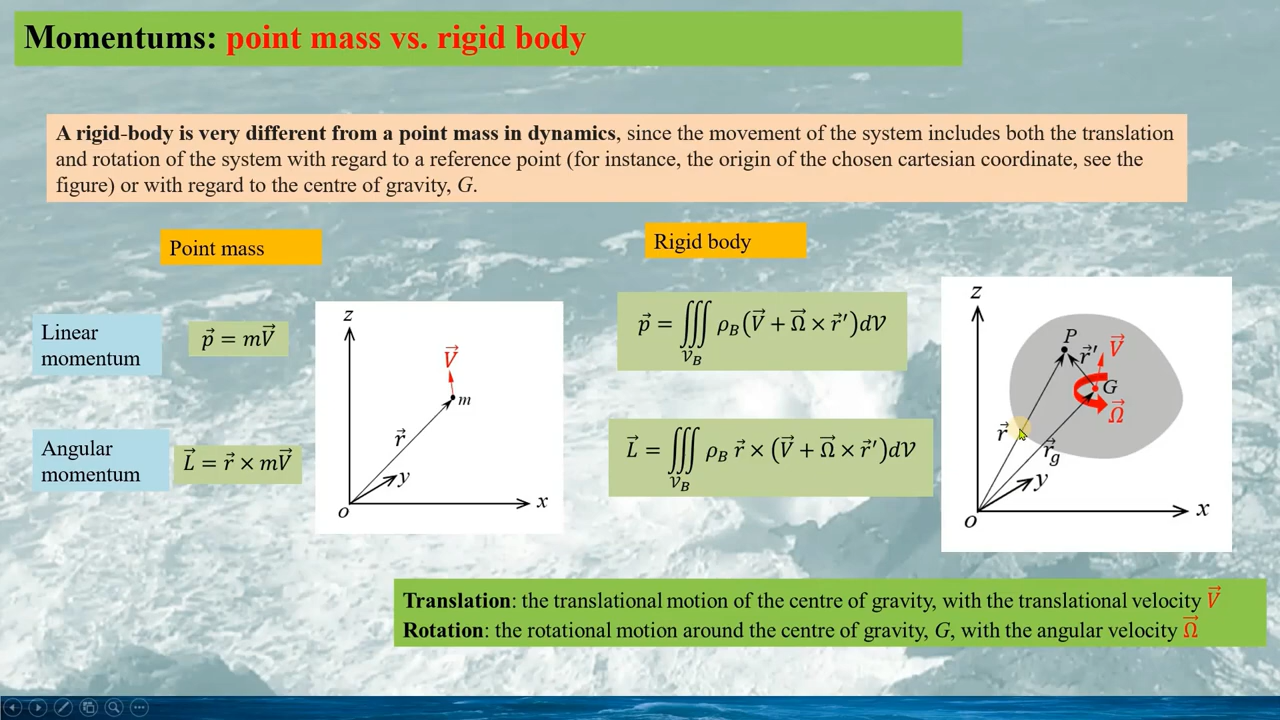 Momentums: point mass vs. rigid body
A rigid-body is very different from a point mass in dynamics, since the movement of the system includes both the translation
and rotation of the system with regard to a reference point (for instance, the origin of the chosen cartesian coordinate, see the
figure) or with regard to the centre of gravity, G.
Point mass
Linear
momentum
p⃗ = mV⃗
Angular
momentum
L⃗ = r⃗ × mV⃗
z
V⃗
m
r⃗
y
o
x
Rigid body
p⃗ = ∭_{𝒱_B} ρ_B(V⃗ + Ω⃗ × r⃗′)d𝒱
L⃗ = ∭_{𝒱_B} ρ_B r⃗ × (V⃗ + Ω⃗ × r⃗′)d𝒱
z
P
r⃗′
V⃗
G
Ω⃗
r⃗
r⃗_g
y
o
x
Translation: the translational motion of the centre of gravity, with the translational velocity V⃗
Rotation: the rotational motion around the centre of gravity, G, with the angular velocity Ω⃗